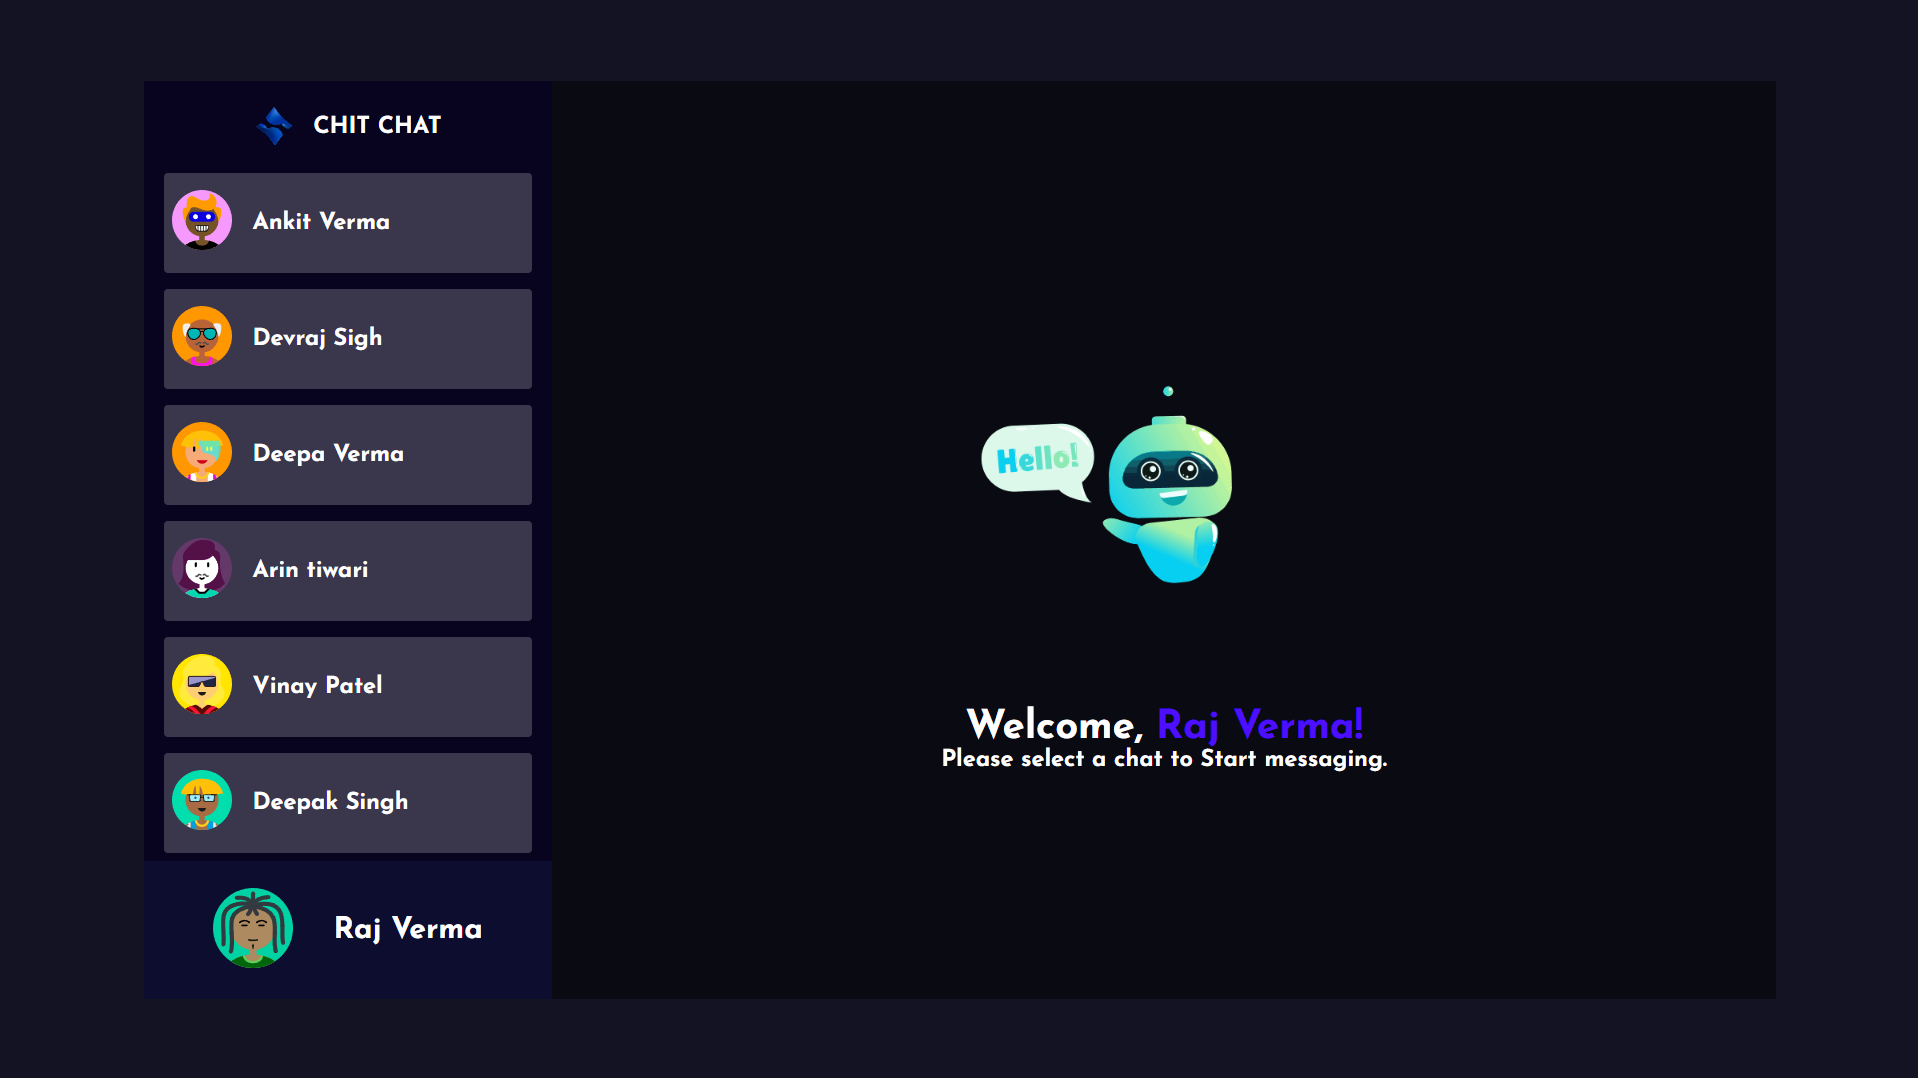 CHIT CHAT
Ankit Verma
Devraj Sigh
Deepa Verma
Arin tiwari
Vinay Patel
Deepak Singh
Raj Verma
Hello!
Welcome, Raj Verma!
Please select a chat to Start messaging.